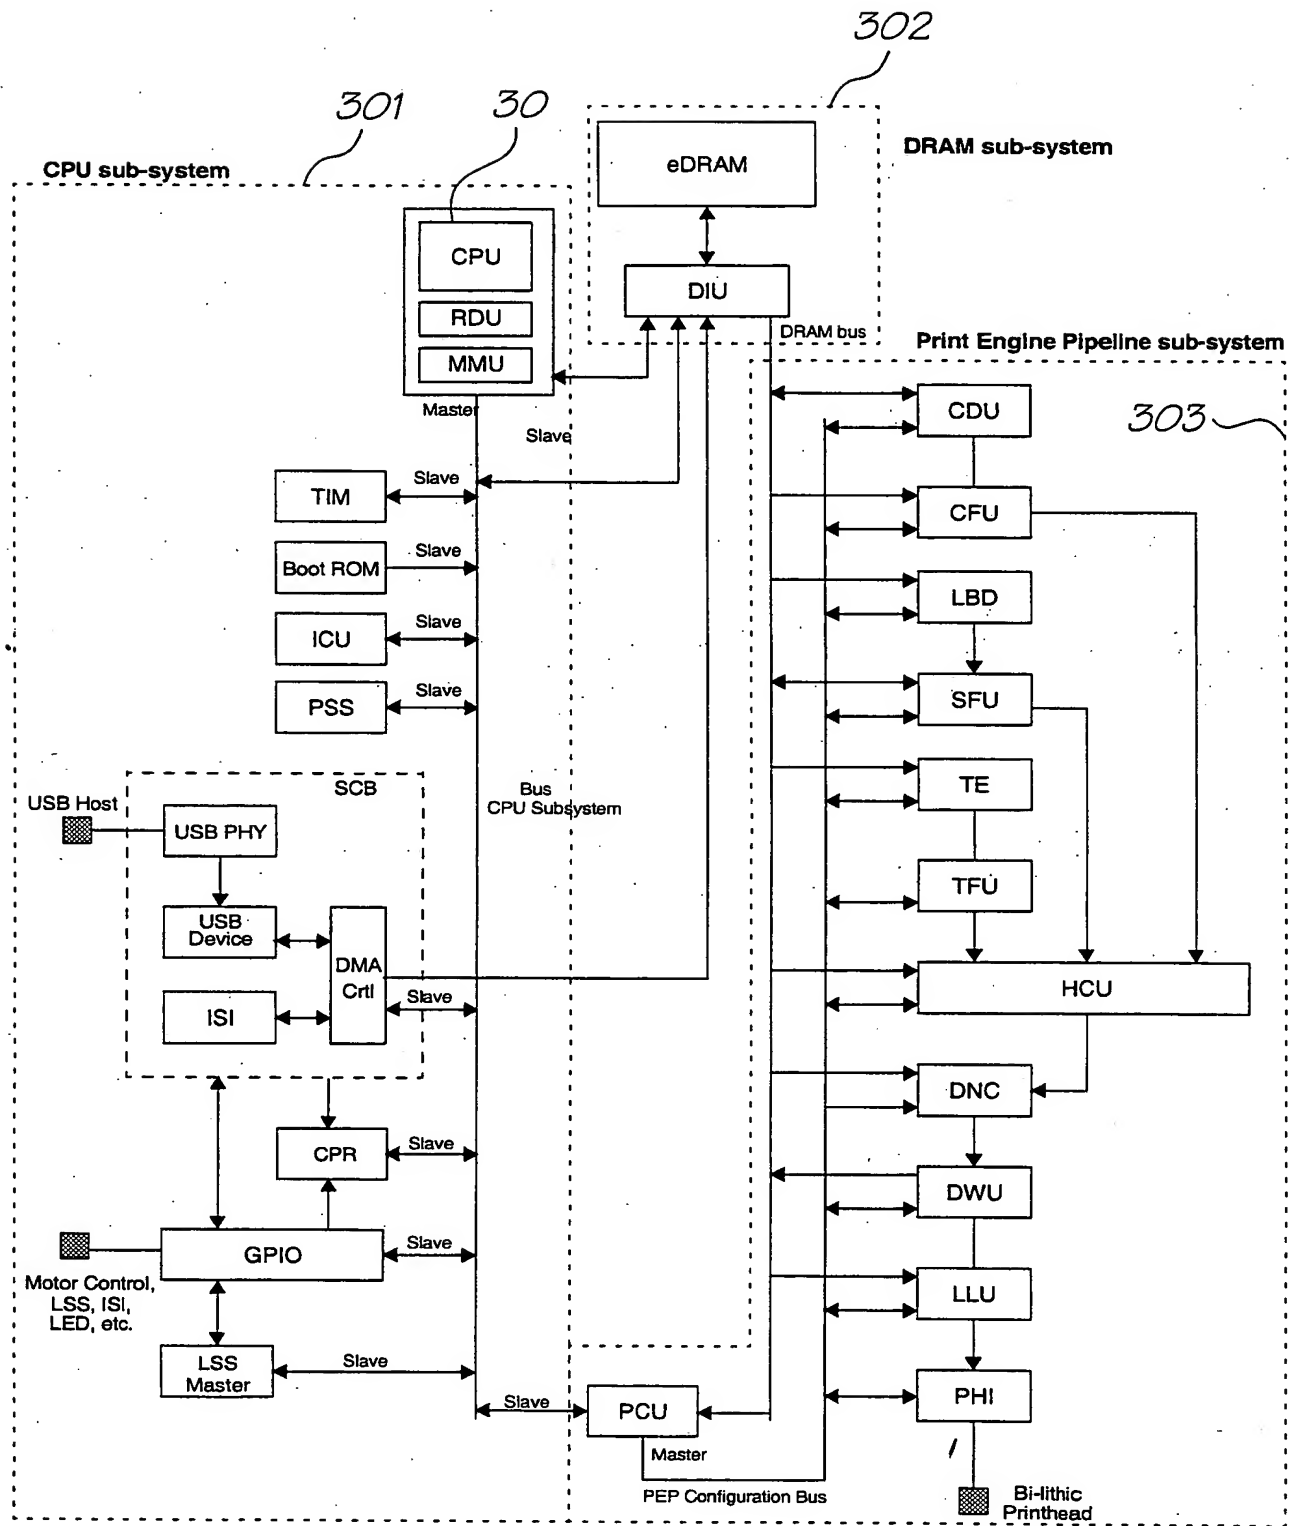 302
301
30
CPU sub-system
DRAM sub-system
eDRAM
CPU
RDU
MMU
Master
DIU
DRAM bus
Print Engine Pipeline sub-system
303
Slave
TIM
Slave
Boot ROM
Slave
ICU
Slave
PSS
Slave
SCB
USB Host
USB PHY
USB
Device
DMA
Crtl
ISI
Slave
Bus
CPU Subsystem
CPR
Slave
GPIO
Slave
Motor Control,
LSS, ISI,
LED, etc.
LSS
Master
Slave
Slave
PCU
Master
PEP Configuration Bus
CDU
CFU
LBD
SFU
TE
TFU
HCU
DNC
DWU
LLU
PHI
Bi-lithic
Printhead